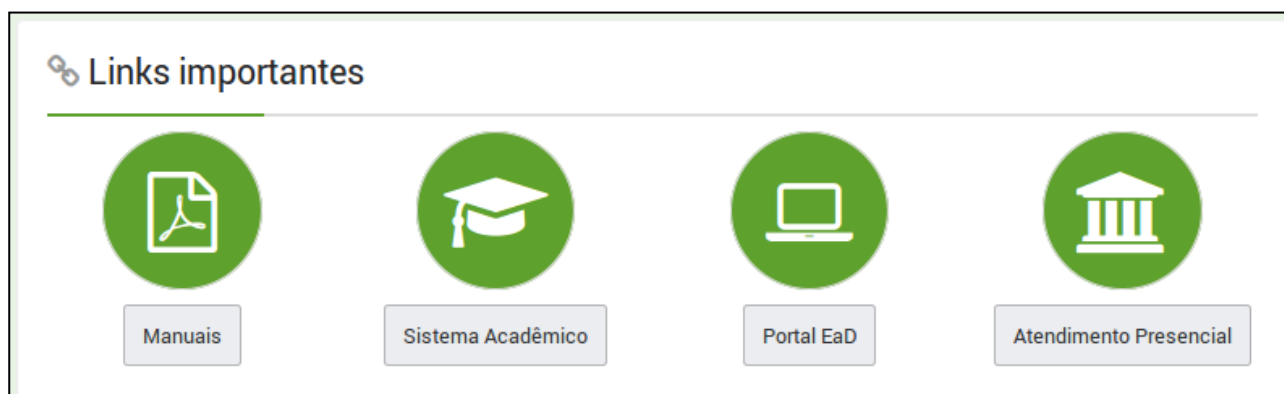 Links importantes
Manuais
Sistema Acadêmico
Portal EaD
Atendimento Presencial